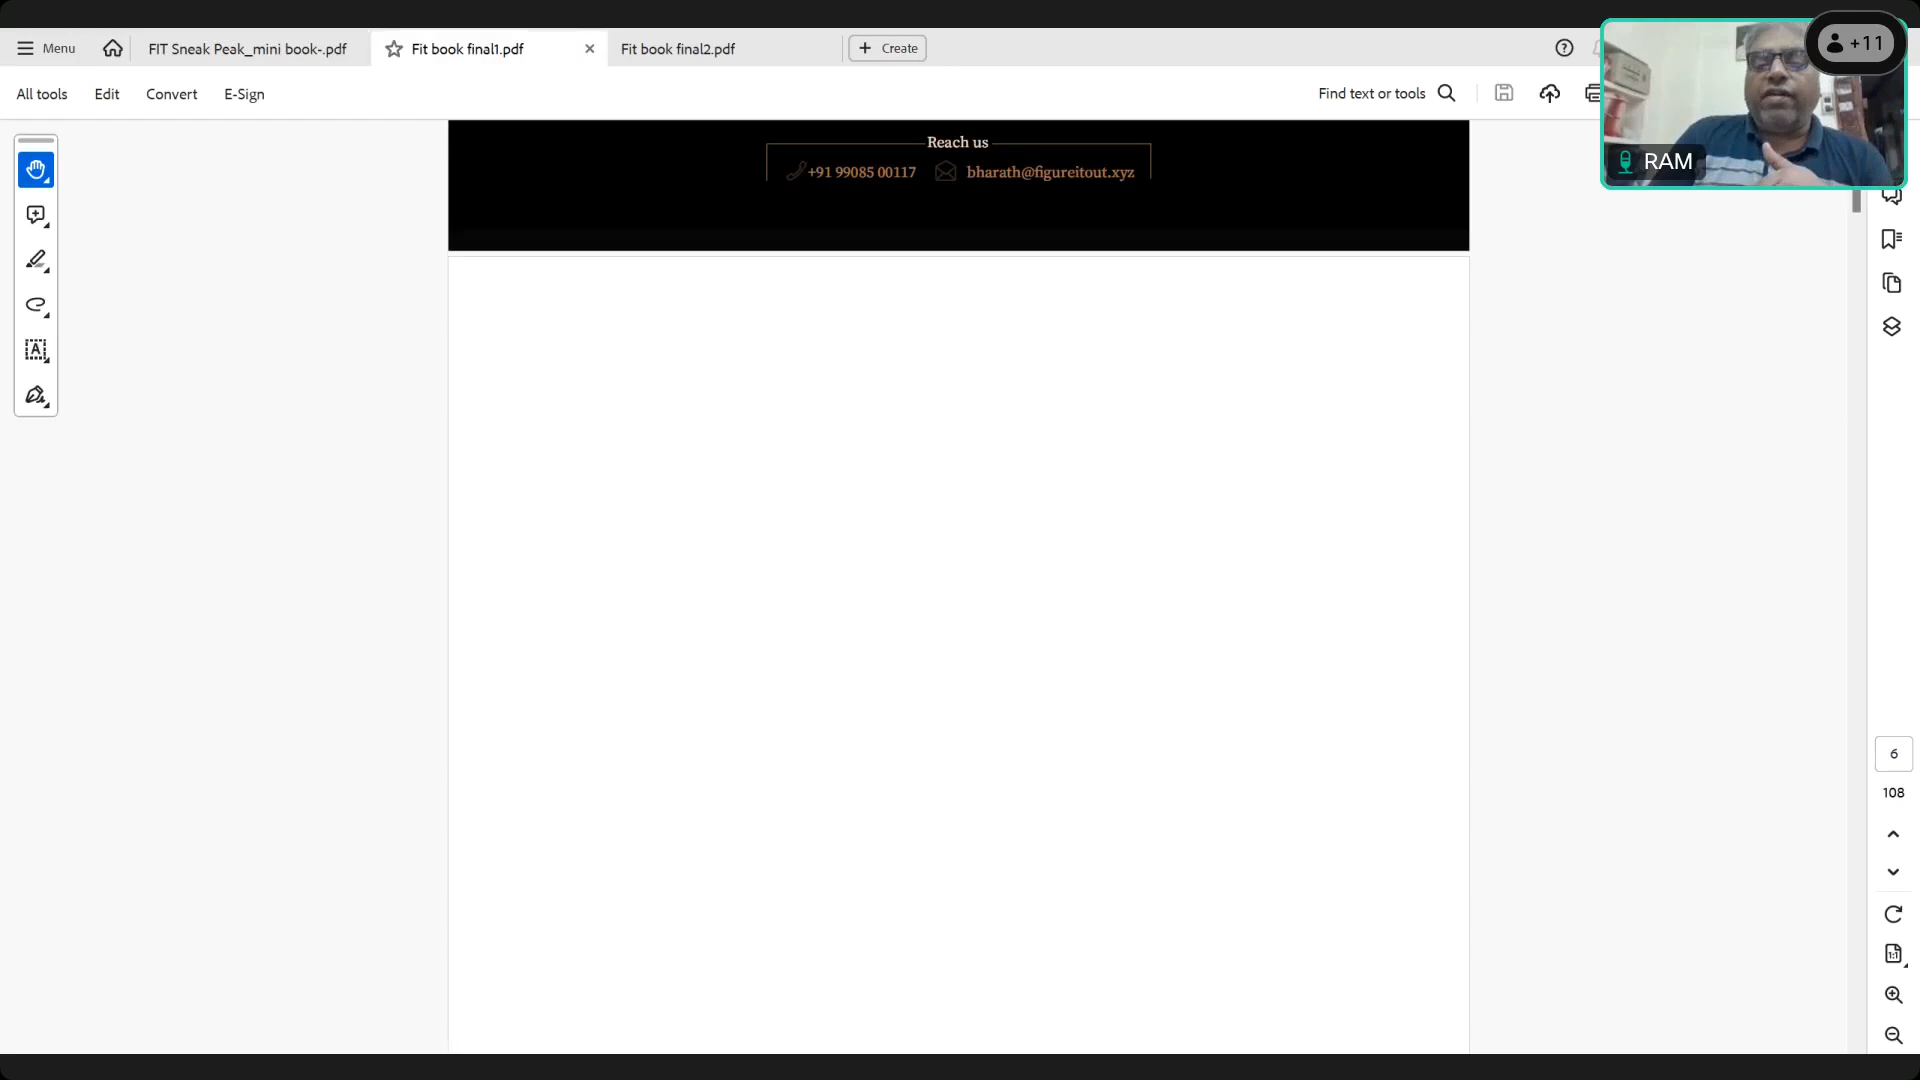 Menu
FIT Sneak Peak_mini book-.pdf
Fit book final1.pdf
Fit book final2.pdf
Create
+11
All tools
Edit
Convert
E-Sign
Find text or tools
RAM
Reach us
+91 99085 00117
bharath@figureitout.xyz
6
108